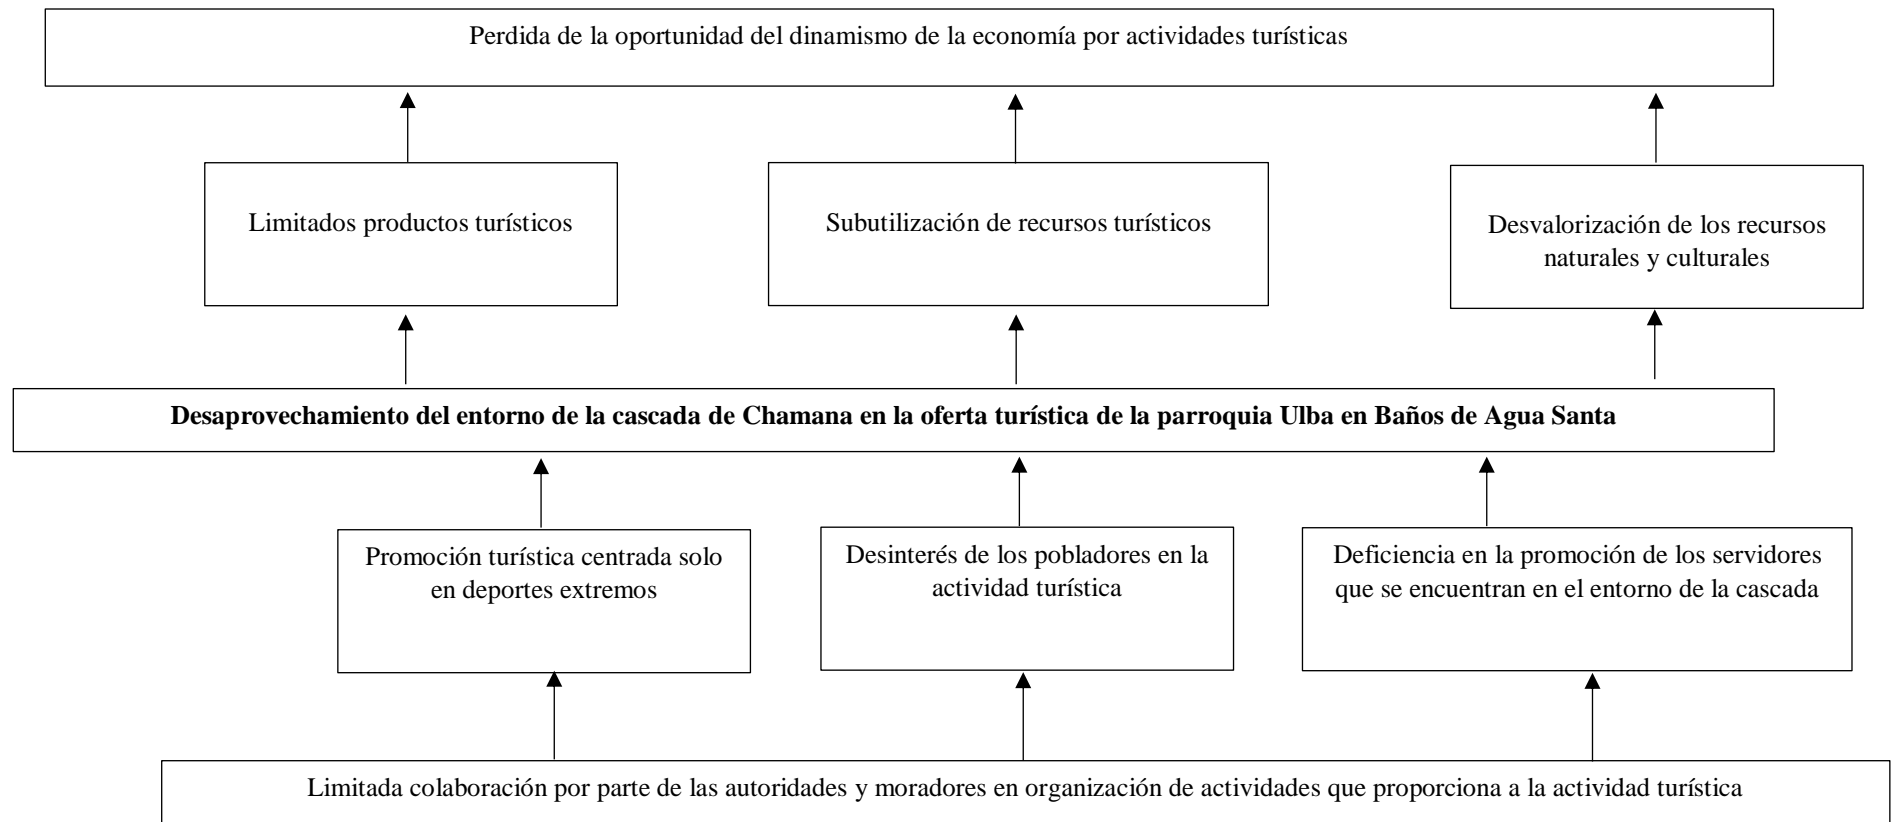 Perdida de la oportunidad del dinamismo de la economía por actividades turísticas
Limitados productos turísticos
Subutilización de recursos turísticos
Desvalorización de los recursos
naturales y culturales
Desaprovechamiento del entorno de la cascada de Chamana en la oferta turística de la parroquia Ulba en Baños de Agua Santa
Promoción turística centrada solo
en deportes extremos
Desinterés de los pobladores en la
actividad turística
Deficiencia en la promoción de los servidores
que se encuentran en el entorno de la cascada
Limitada colaboración por parte de las autoridades y moradores en organización de actividades que proporciona a la actividad turística